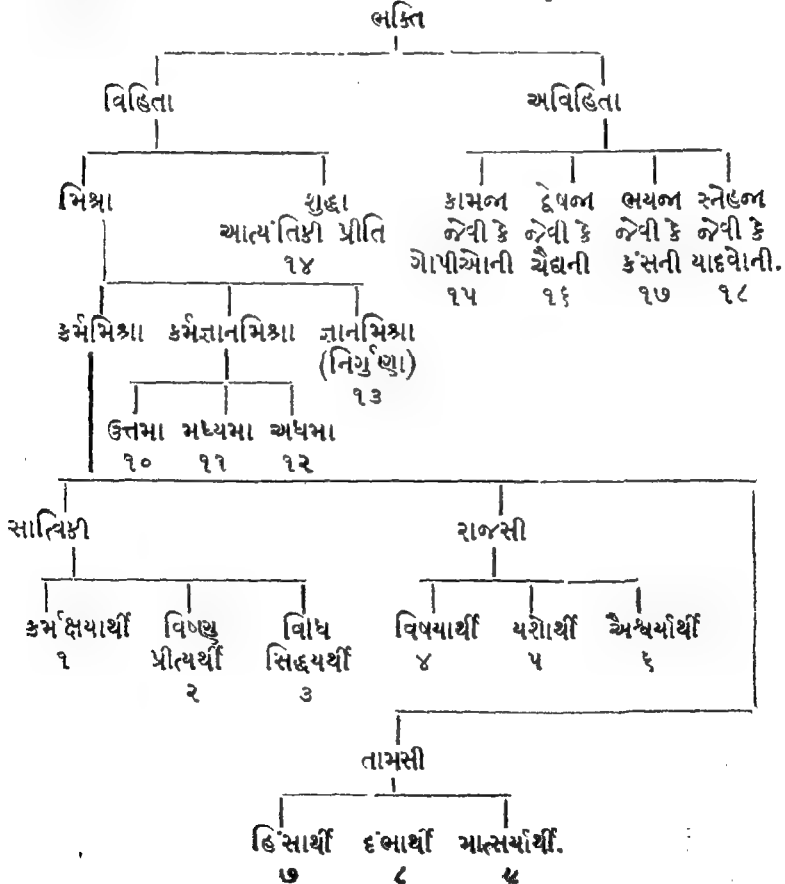 ભક્તિ
વિહિતા અવિહિતા
મિશ્રા શુદ્ધા કામજા દ્વેષજા ભયજા સ્નેહજા
આત્યંતિકી પ્રીતિ જેવી કે જેવી કે જેવી કે જેવી કે
૧૪ ગોપીઓની ચૈદ્યની કંસની યાદવોની.
૧૫ ૧૬ ૧૭ ૧૮
કર્મમિશ્રા કર્મજ્ઞાનમિશ્રા જ્ઞાનમિશ્રા
(નિર્ગુણા)
૧૩
ઉત્તમા મધ્યમા અધમા
૧૦ ૧૧ ૧૨
સાત્વિકી રાજસી
કર્મક્ષયાર્થી વિષ્ણુ વિધિ વિષયાર્થી યશોર્થી ઐશ્વર્યાર્થી
૧ પ્રીત્યર્થી સિદ્ધયર્થી ૪ ૫ ૬
૨ ૩
તામસી
હિંસાર્થી દંભાર્થી માત્સર્યાર્થી.
૭ ૮ ૯